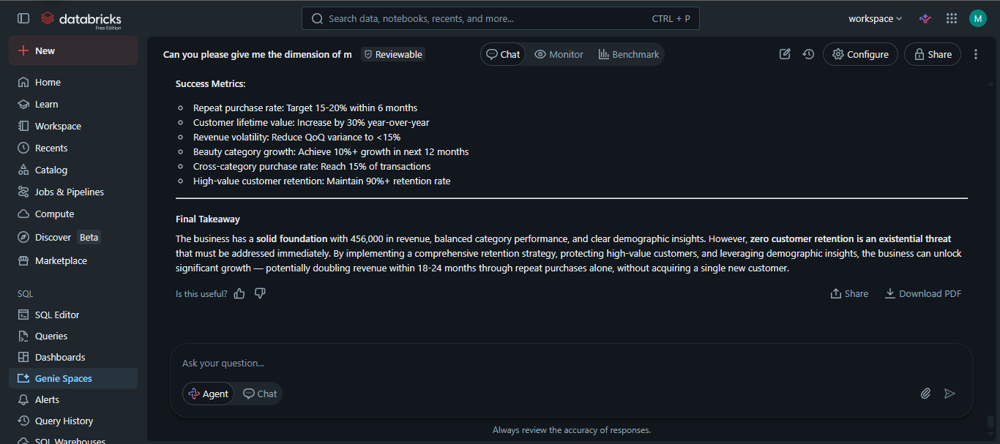 databricks
Free Edition
Search data, notebooks, recents, and more...
CTRL + P
workspace
M
New
Home
Learn
Workspace
Recents
Catalog
Jobs & Pipelines
Compute
Discover Beta
Marketplace
SQL
SQL Editor
Queries
Dashboards
Genie Spaces
Alerts
Query History
SQL Warehouses
Can you please give me the dimension of m
Reviewable
Chat
Monitor
Benchmark
Configure
Share
Success Metrics:
Repeat purchase rate: Target 15-20% within 6 months
Customer lifetime value: Increase by 30% year-over-year
Revenue volatility: Reduce QoQ variance to <15%
Beauty category growth: Achieve 10%+ growth in next 12 months
Cross-category purchase rate: Reach 15% of transactions
High-value customer retention: Maintain 90%+ retention rate
Final Takeaway
The business has a solid foundation with 456,000 in revenue, balanced category performance, and clear demographic insights. However, zero customer retention is an existential threat
that must be addressed immediately. By implementing a comprehensive retention strategy, protecting high-value customers, and leveraging demographic insights, the business can unlock
significant growth — potentially doubling revenue within 18-24 months through repeat purchases alone, without acquiring a single new customer.
Is this useful?
Share
Download PDF
Ask your question...
Agent
Chat
Always review the accuracy of responses.